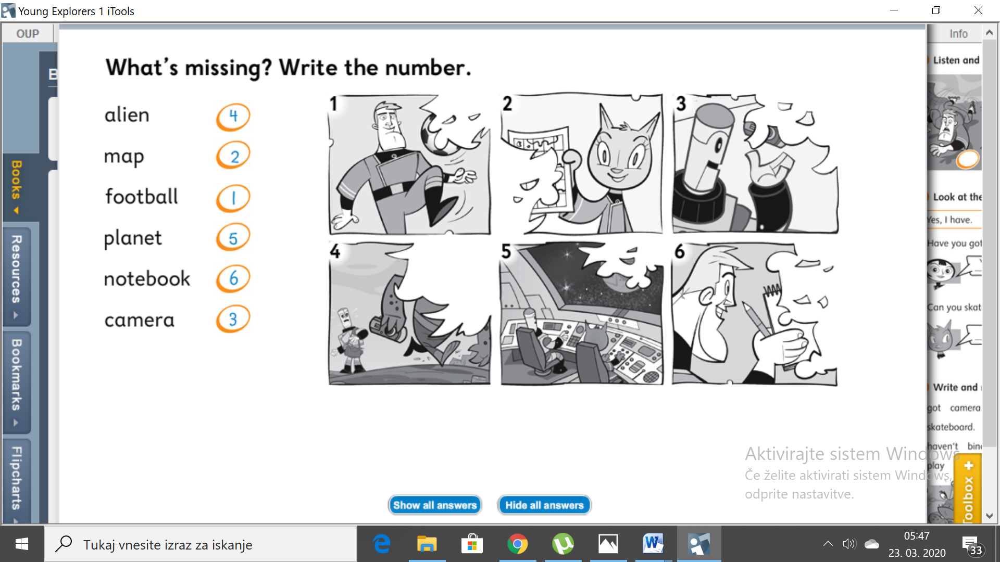 Young Explorers 1 iTools
OUP
Info
What's missing? Write the number.
alien 4
map 2
football 1
planet 5
notebook 6
camera 3
1
2
3
4
5
6
Books
Resources
Bookmarks
Flipcharts
B
Listen and
Look at the
Yes, I have.
Have you got
Can you skat
Write and
got camera
skateboard.
haven't bin
play
Toolbox
Show all answers
Hide all answers
Aktivirajte sistem Windows
Če želite aktivirati sistem Windows,
odprite nastavitve.
Tukaj vnesite izraz za iskanje
05:47
23. 03. 2020
33